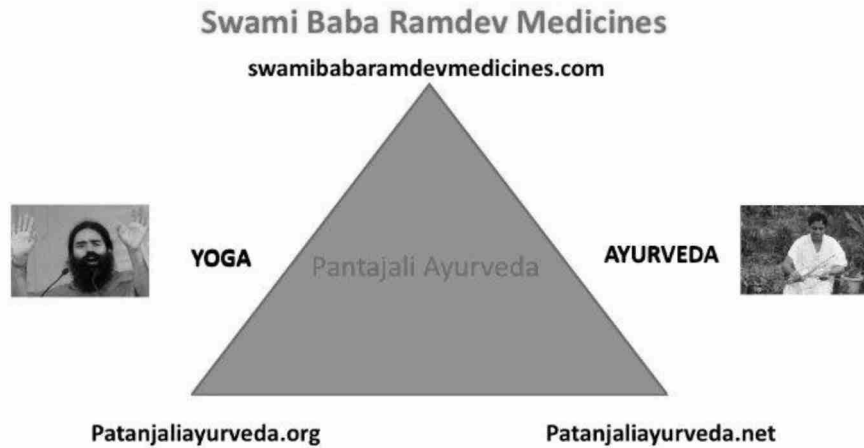 Swami Baba Ramdev Medicines
swamibabaramdevmedicines.com
YOGA
Pantajali Ayurveda
AYURVEDA
Patanjaliayurveda.org
Patanjaliayurveda.net